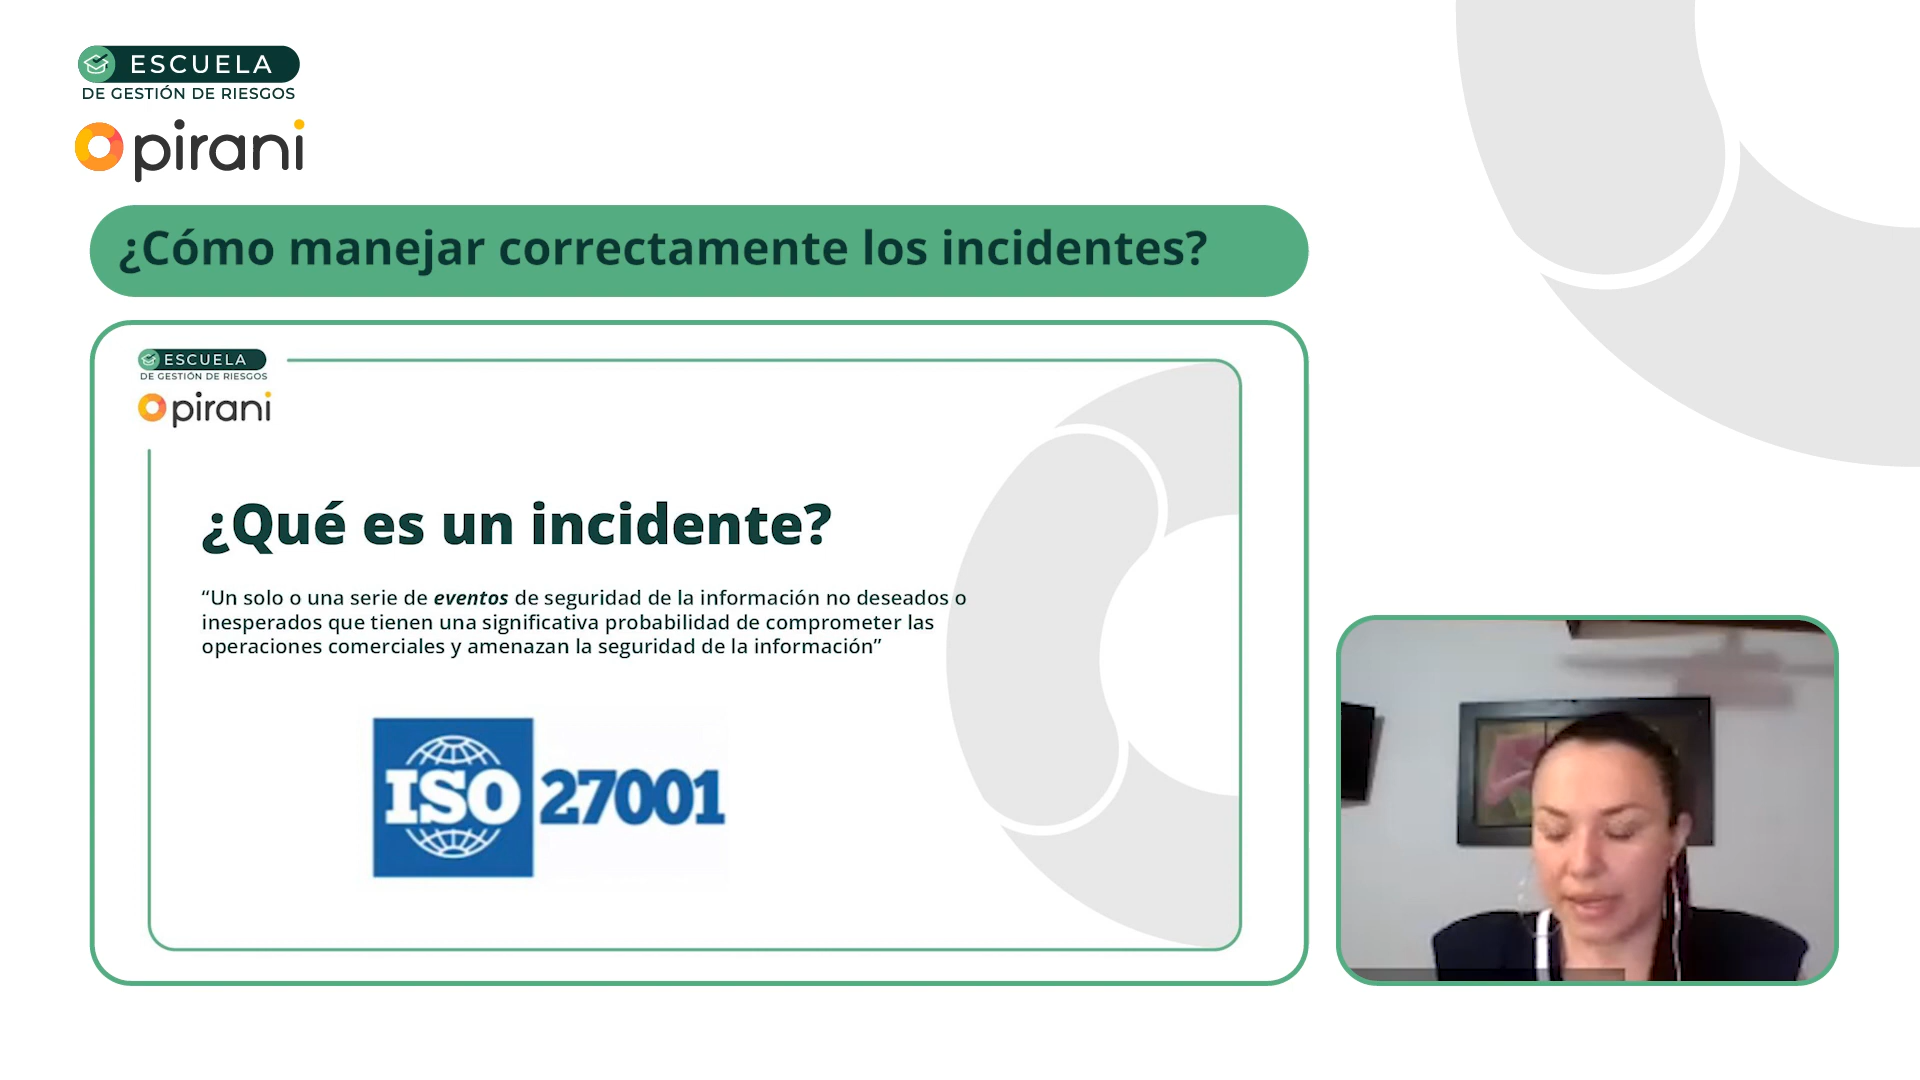 ESCUELA
DE GESTIÓN DE RIESGOS
pirani
¿Cómo manejar correctamente los incidentes?
ESCUELA
DE GESTIÓN DE RIESGOS
pirani
¿Qué es un incidente?
“Un solo o una serie de eventos de seguridad de la información no deseados o
inesperados que tienen una significativa probabilidad de comprometer las
operaciones comerciales y amenazan la seguridad de la información”
ISO 27001